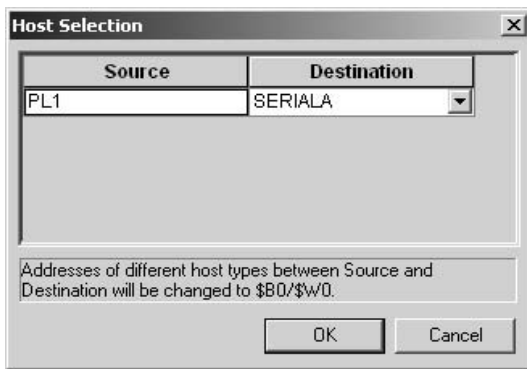 Host Selection
Source Destination
PL1 SERIALA
Addresses of different host types between Source and
Destination will be changed to $B0/$W0.
OK Cancel